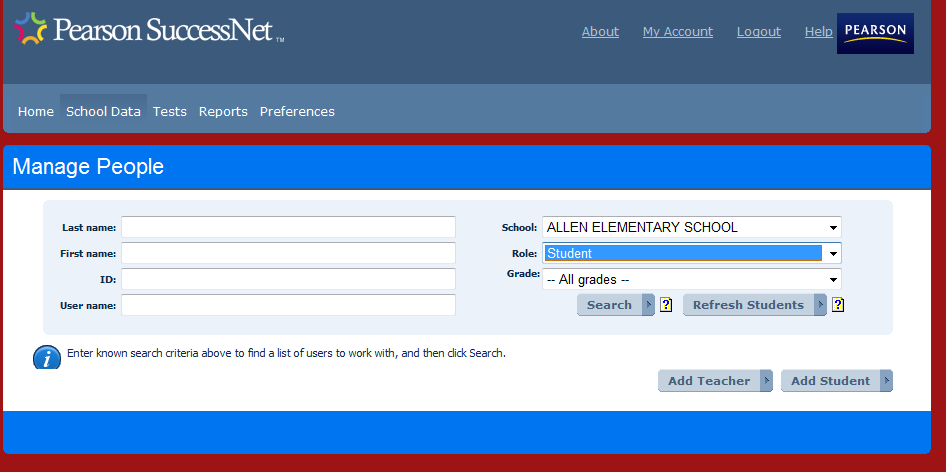 Pearson SuccessNet™
About My Account Logout Help PEARSON
Home School Data Tests Reports Preferences
Manage People
Last name: School: ALLEN ELEMENTARY SCHOOL
First name: Role: Student
ID: Grade: -- All grades --
User name: Search ? Refresh Students ?
i Enter known search criteria above to find a list of users to work with, and then click Search.
Add Teacher Add Student